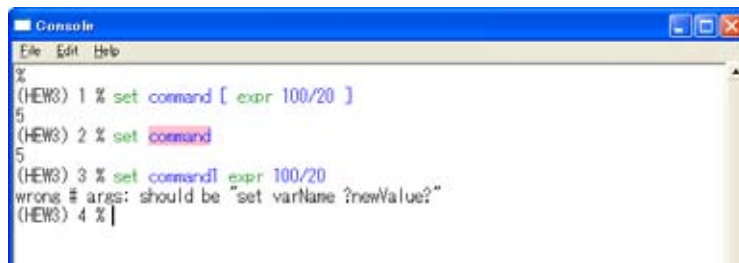 Console
File Edit Help
%
(HEW3) 1 % set command [ expr 100/20 ]
5
(HEW3) 2 % set command
5
(HEW3) 3 % set command1 expr 100/20
wrong # args: should be "set varName ?newValue?"
(HEW3) 4 %